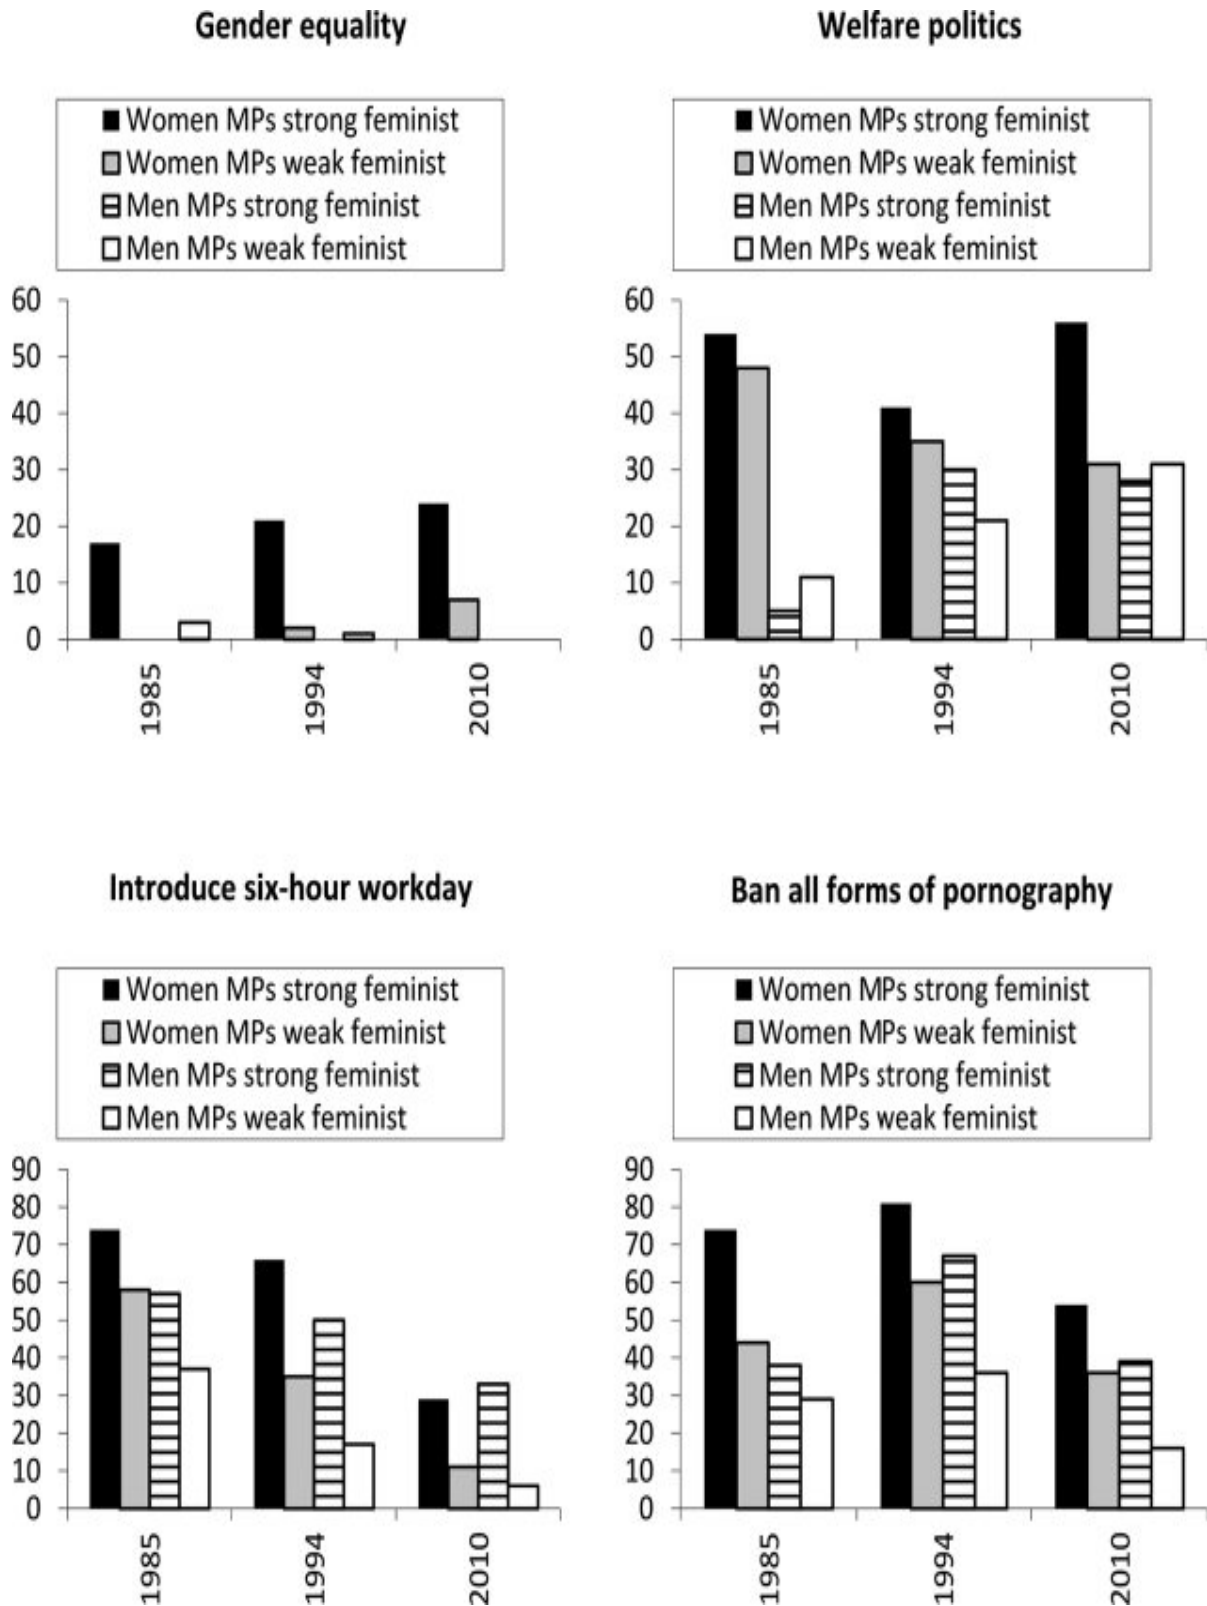 Gender equality
Women MPs strong feminist
Women MPs weak feminist
Men MPs strong feminist
Men MPs weak feminist
60
50
40
30
20
10
0
1985
1994
2010
Welfare politics
Women MPs strong feminist
Women MPs weak feminist
Men MPs strong feminist
Men MPs weak feminist
60
50
40
30
20
10
0
1985
1994
2010
Introduce six-hour workday
Women MPs strong feminist
Women MPs weak feminist
Men MPs strong feminist
Men MPs weak feminist
90
80
70
60
50
40
30
20
10
0
1985
1994
2010
Ban all forms of pornography
Women MPs strong feminist
Women MPs weak feminist
Men MPs strong feminist
Men MPs weak feminist
90
80
70
60
50
40
30
20
10
0
1985
1994
2010